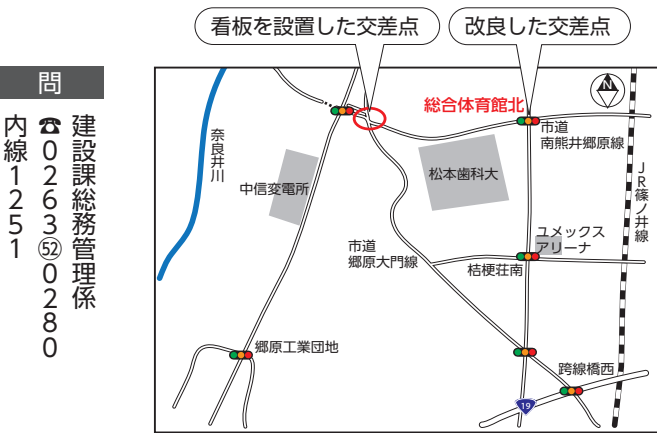 看板を設置した交差点
改良した交差点
問
建設課総務管理係
☎0263㊾0280
内線1251
N
総合体育館北
市道
南熊井郷原線
奈良井川
中信変電所
松本歯科大
JR篠ノ井線
ユメックス
アリーナ
市道
郷原大門線
桔梗荘南
郷原工業団地
跨線橋西
19